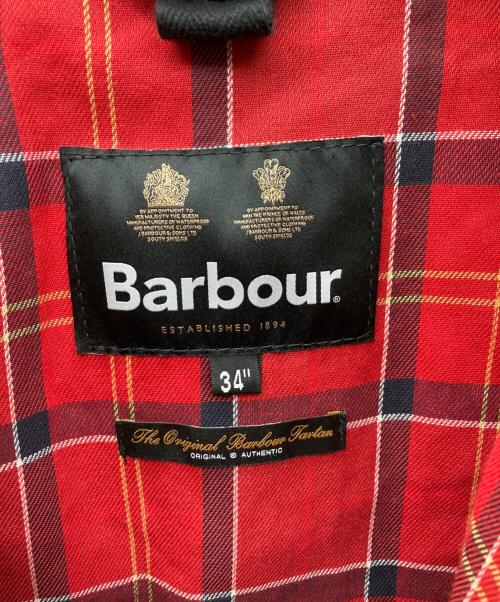 BY APPOINTMENT TO
HER MAJESTY THE QUEEN
MANUFACTURERS OF WATERPROOF
AND PROTECTIVE CLOTHING
J BARBOUR & SONS LTD
SOUTH SHIELDS
BY APPOINTMENT TO
HRH THE PRINCE OF WALES
MANUFACTURERS OF WATERPROOF
AND PROTECTIVE CLOTHING
J BARBOUR & SONS LTD
SOUTH SHIELDS
Barbour®
ESTABLISHED 1894
34"
The Original Barbour Tartan
ORIGINAL © AUTHENTIC